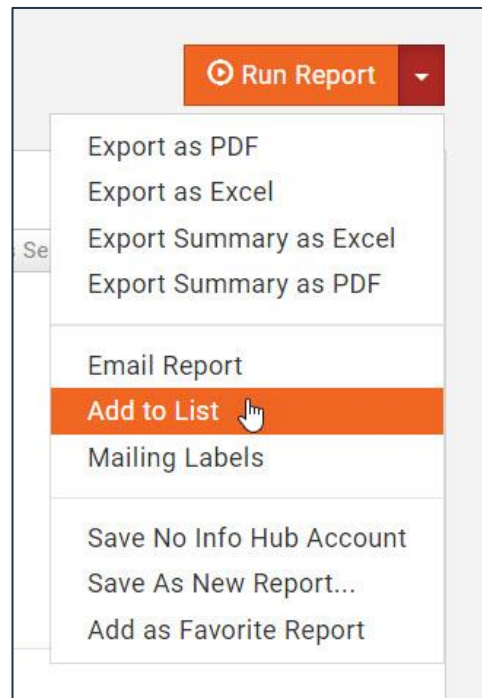 Run Report
Export as PDF
Export as Excel
Se
Export Summary as Excel
Export Summary as PDF
Email Report
Add to List
Mailing Labels
Save No Info Hub Account
Save As New Report...
Add as Favorite Report